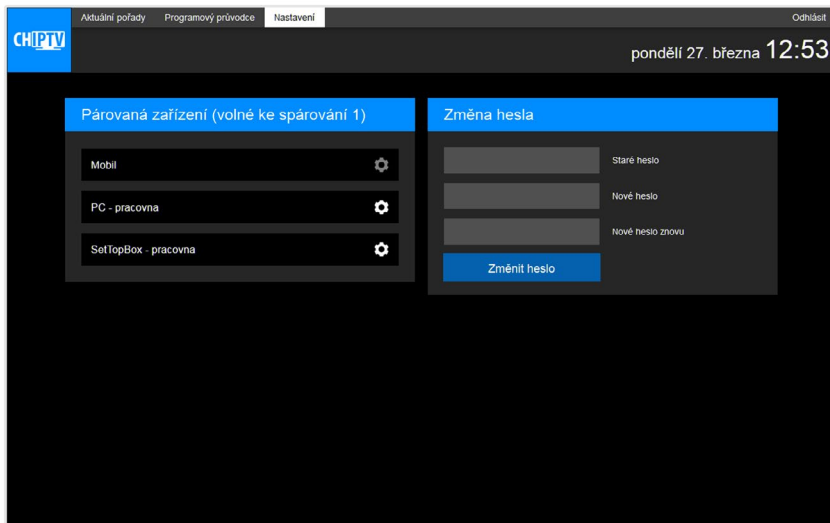 Aktuální pořady Programový průvodce Nastavení Odhlásit
CHIPTV
pondělí 27. března 12:53
Párovaná zařízení (volné ke spárování 1)
Mobil
PC - pracovna
SetTopBox - pracovna
Změna hesla
Staré heslo
Nové heslo
Nové heslo znovu
Změnit heslo